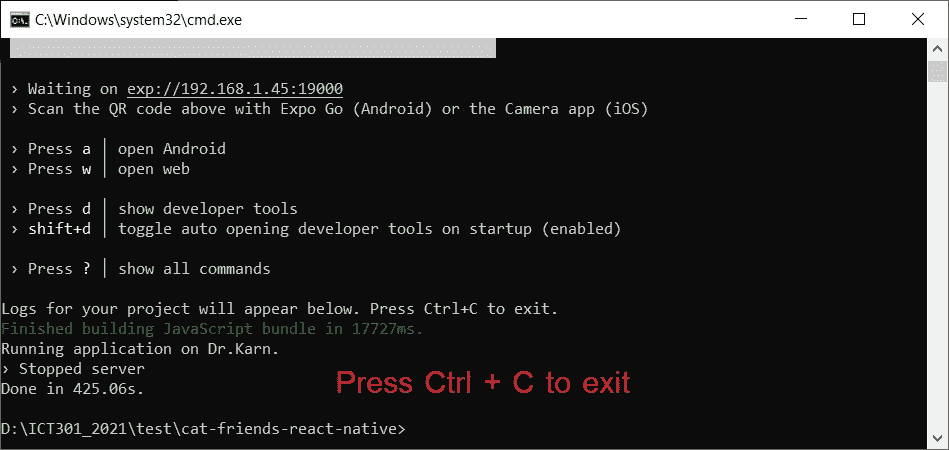 C:\Windows\system32\cmd.exe
› Waiting on exp://192.168.1.45:19000
› Scan the QR code above with Expo Go (Android) or the Camera app (iOS)
› Press a │ open Android
› Press w │ open web
› Press d │ show developer tools
› shift+d │ toggle auto opening developer tools on startup (enabled)
› Press ? │ show all commands
Logs for your project will appear below. Press Ctrl+C to exit.
Finished building JavaScript bundle in 17727ms.
Running application on Dr.Karn.
› Stopped server
Done in 425.06s.
Press Ctrl + C to exit
D:\ICT301_2021\test\cat-friends-react-native>